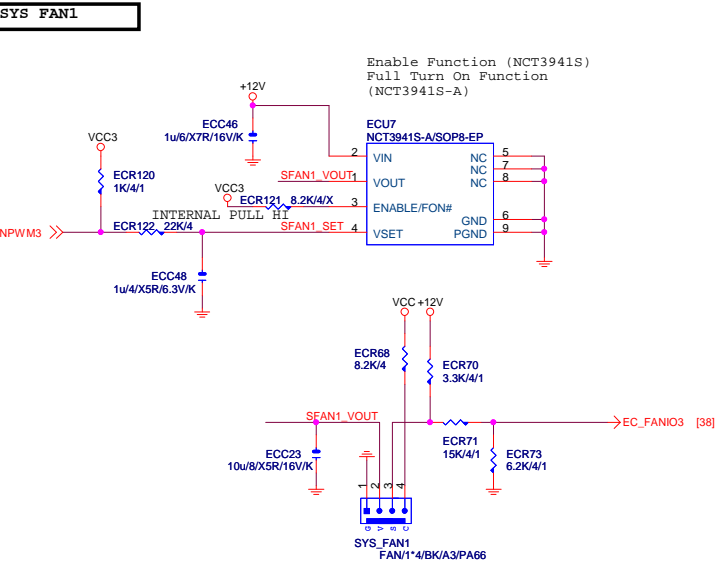 SYS FAN1
Enable Function (NCT3941S)
Full Turn On Function
(NCT3941S-A)
+12V
ECC46
1u/6/X7R/16V/K
ECU7
NCT3941S-A/SOP8-EP
VCC3
ECR120
1K/4/1
2
VIN
NC
5
NC
7
SFAN1_VOUT
1
VOUT
NC
8
VCC3
ECR121
8.2K/4/X
3
ENABLE/FON#
INTERNAL PULL HI
GND
6
NPWM3
ECR122
22K/4
SFAN1_SET
4
VSET
PGND
9
ECC48
1u/4/X5R/6.3V/K
VCC
+12V
ECR68
8.2K/4
ECR70
3.3K/4/1
SFAN1_VOUT
EC_FANIO3
[38]
ECR71
15K/4/1
ECR73
6.2K/4/1
ECC23
10u/8/X5R/16V/K
1
2
3
4
G
V
S
C
SYS_FAN1
FAN/1*4/BK/A3/PA66